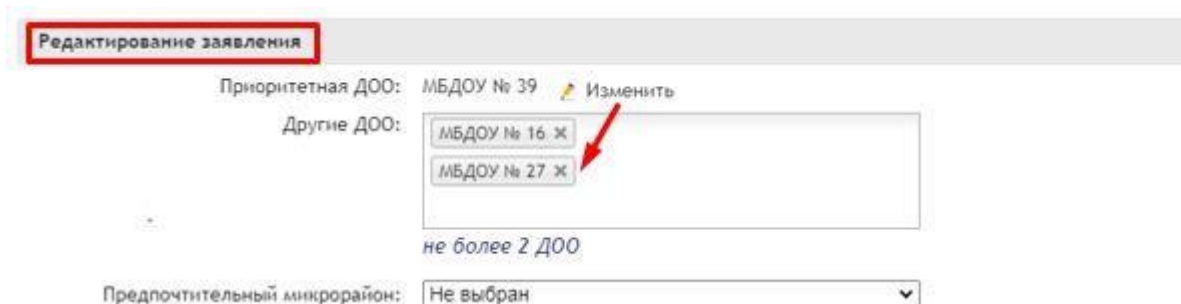 Редактирование заявления
Приоритетная ДОО: МБДОУ № 39 Изменить
Другие ДОО: МБДОУ № 16 ×
МБДОУ № 27 ×
не более 2 ДОО
Предпочтительный микрорайон: Не выбран